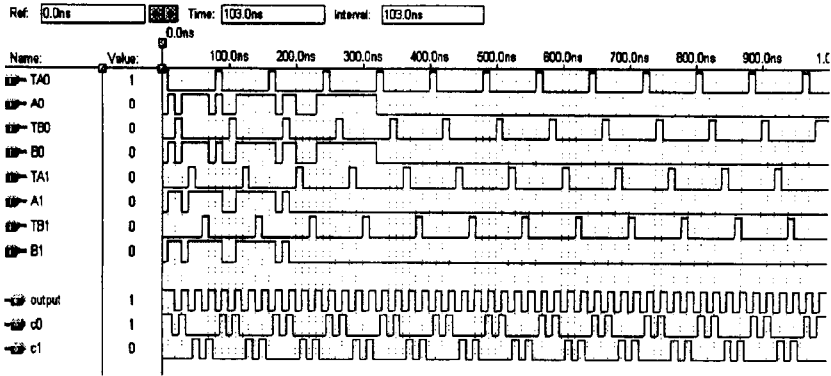 Ref: 0.0ns Time: 103.0ns Interval: 103.0ns
0.0ns
Name: Value: 100.0ns 200.0ns 300.0ns 400.0ns 500.0ns 600.0ns 700.0ns 800.0ns 900.0ns 1.0
TA0 1
A0 0
TB0 0
B0 0
TA1 0
A1 0
TB1 0
B1 0
output 1
c0 1
c1 0